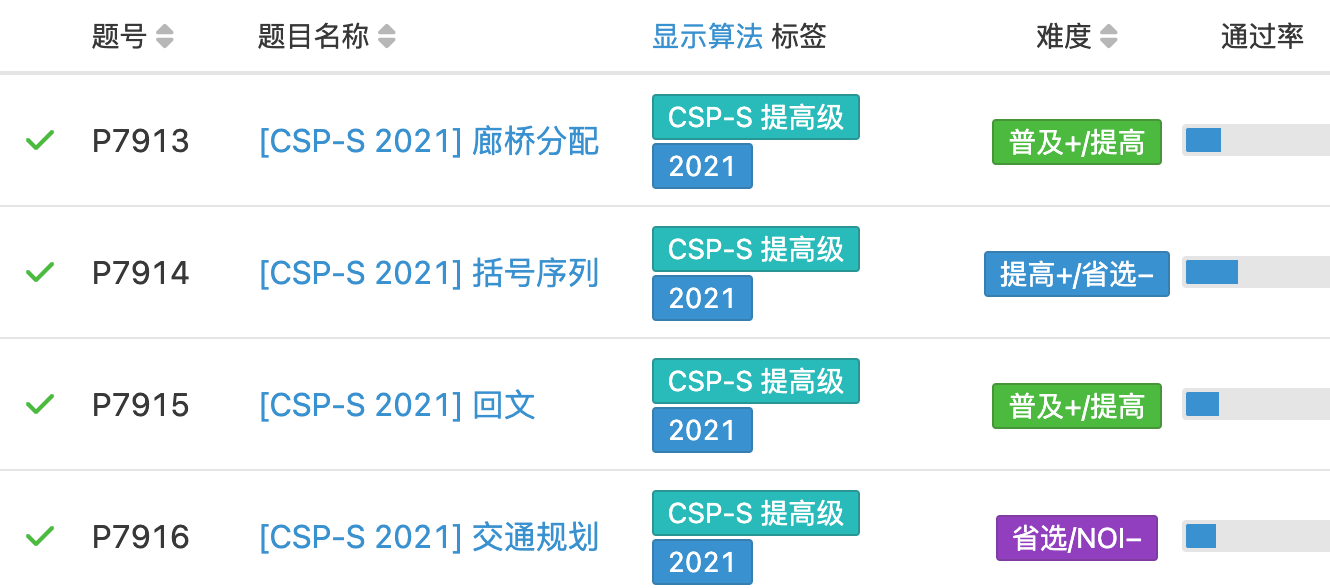 题号 题目名称 显示算法 标签 难度 通过率
P7913 [CSP-S 2021] 廊桥分配 CSP-S 提高级 普及+/提高
2021
P7914 [CSP-S 2021] 括号序列 CSP-S 提高级 提高+/省选−
2021
P7915 [CSP-S 2021] 回文 CSP-S 提高级 普及+/提高
2021
P7916 [CSP-S 2021] 交通规划 CSP-S 提高级 省选/NOI−
2021